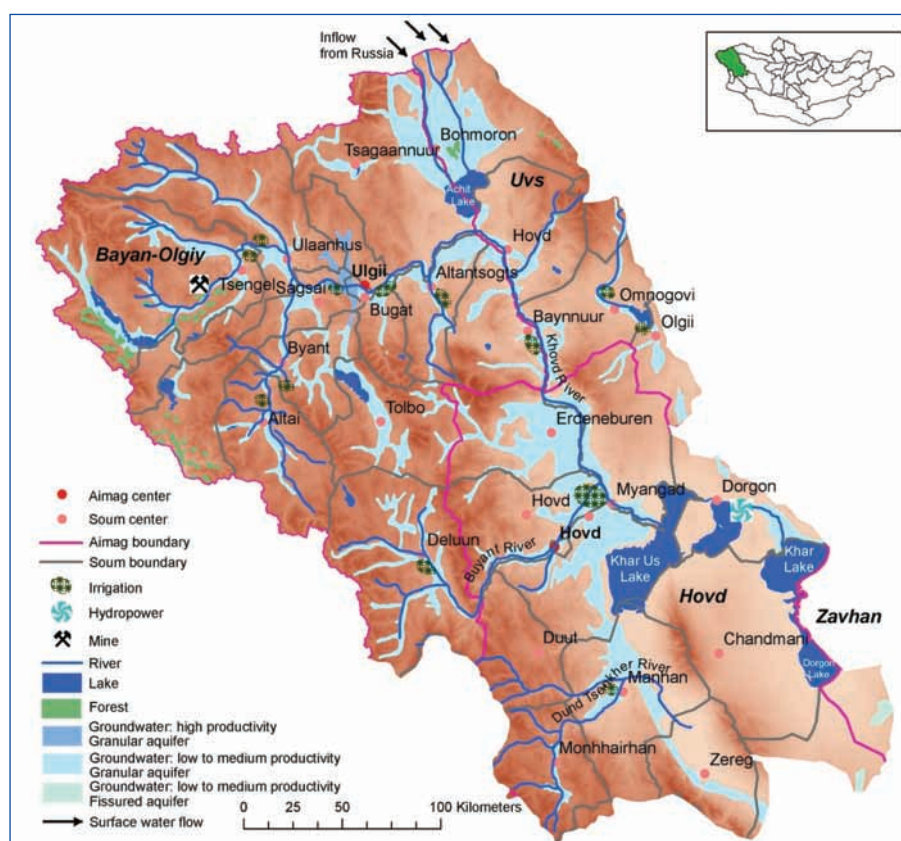 Inflow
from Russia
Bohmoron
Tsagaannuur
Uvs
Achit
Lake
Hovd
Bayan-Olgiy
Ulaanhus
Ulgii
Altantsogts
Tsengel
Sagsai
Bugat
Omnogovi
Olgii
Baynnuur
Byant
Khovd River
Tolbo
Altai
Erdeneburen
Hovd
Myangad
Dorgon
Hovd
Deluun
Buyant River
Khar Us
Lake
Khar
Lake
Hovd
Zavhan
Duut
Chandmani
Dund Tsenkher River
Manhan
Dorgon
Lake
Monhhairhan
Zereg
Aimag center
Soum center
Aimag boundary
Soum boundary
Irrigation
Hydropower
Mine
River
Lake
Forest
Groundwater: high productivity
Granular aquifer
Groundwater: low to medium productivity
Granular aquifer
Groundwater: low to medium productivity
Fissured aquifer
Surface water flow
0 25 50 100 Kilometers